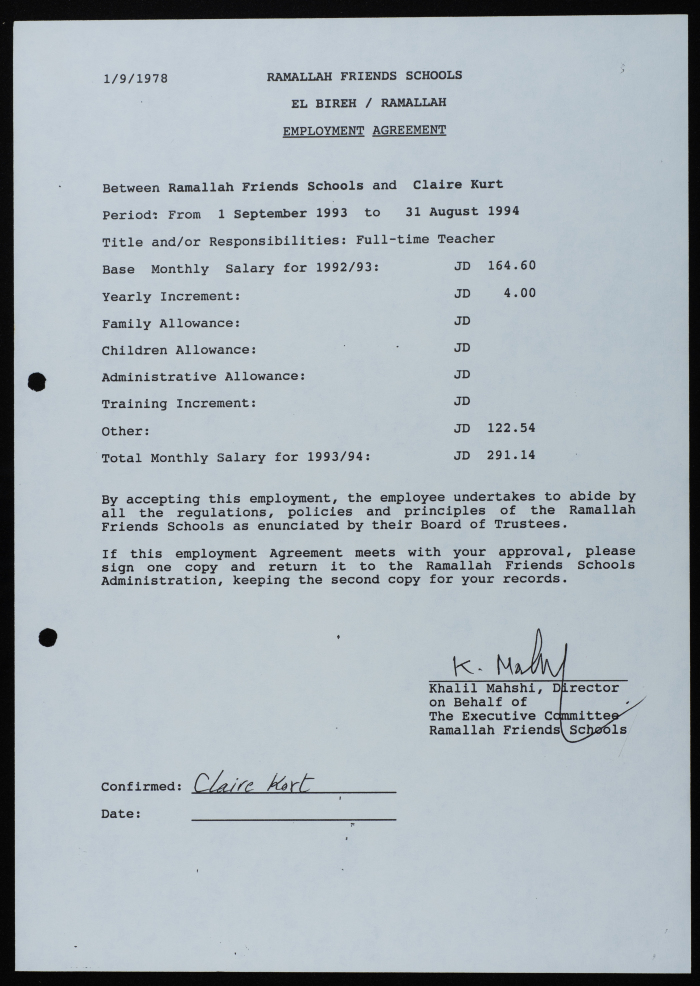 1/9/1978
RAMALLAH FRIENDS SCHOOLS
EL BIREH / RAMALLAH
EMPLOYMENT AGREEMENT
Between Ramallah Friends Schools and Claire Kurt
Period: From 1 September 1993 to 31 August 1994
Title and/or Responsibilities: Full-time Teacher
Base Monthly Salary for 1992/93: JD 164.60
Yearly Increment: JD 4.00
Family Allowance: JD
Children Allowance: JD
Administrative Allowance: JD
Training Increment: JD
Other: JD 122.54
Total Monthly Salary for 1993/94: JD 291.14
By accepting this employment, the employee undertakes to abide by
all the regulations, policies and principles of the Ramallah
Friends Schools as enunciated by their Board of Trustees.
If this employment Agreement meets with your approval, please
sign one copy and return it to the Ramallah Friends Schools
Administration, keeping the second copy for your records.
K. Mahshi
Khalil Mahshi, Director
on Behalf of
The Executive Committee
Ramallah Friends Schools
Confirmed: Claire Kort
Date: